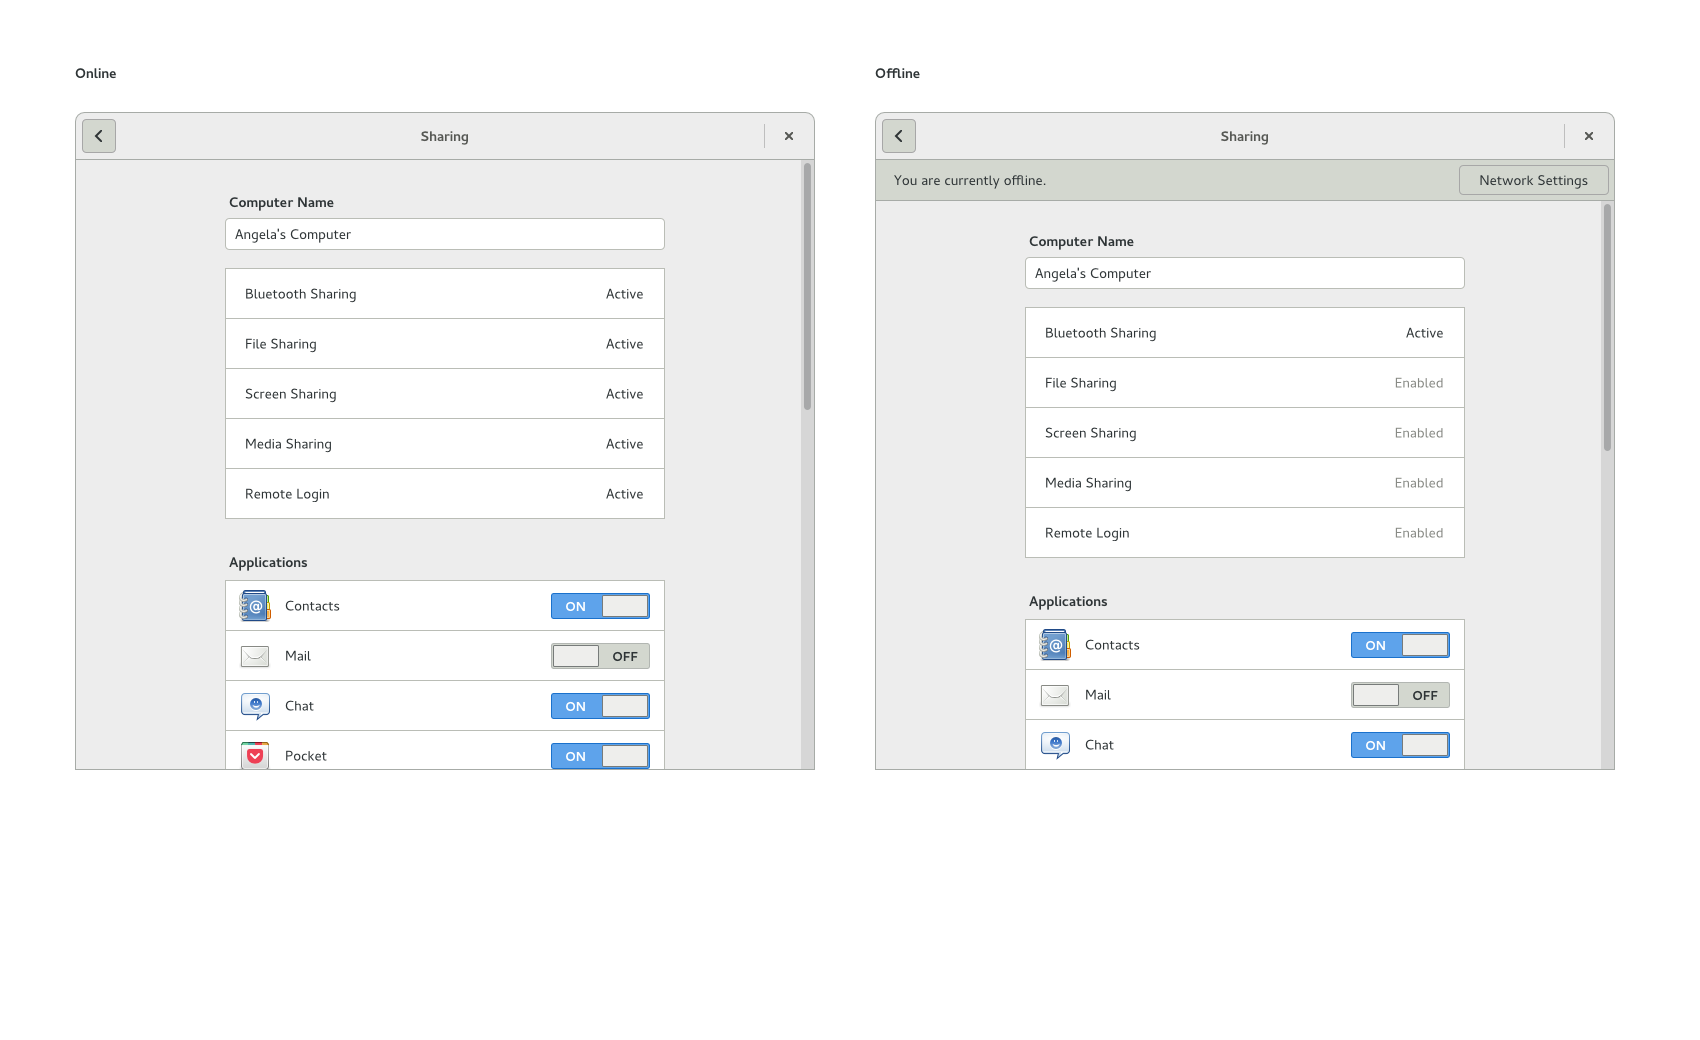 Online
Sharing
Computer Name
Angela's Computer
Bluetooth Sharing Active
File Sharing Active
Screen Sharing Active
Media Sharing Active
Remote Login Active
Applications
Contacts ON
Mail OFF
Chat ON
Pocket ON
Offline
Sharing
You are currently offline. Network Settings
Computer Name
Angela's Computer
Bluetooth Sharing Active
File Sharing Enabled
Screen Sharing Enabled
Media Sharing Enabled
Remote Login Enabled
Applications
Contacts ON
Mail OFF
Chat ON